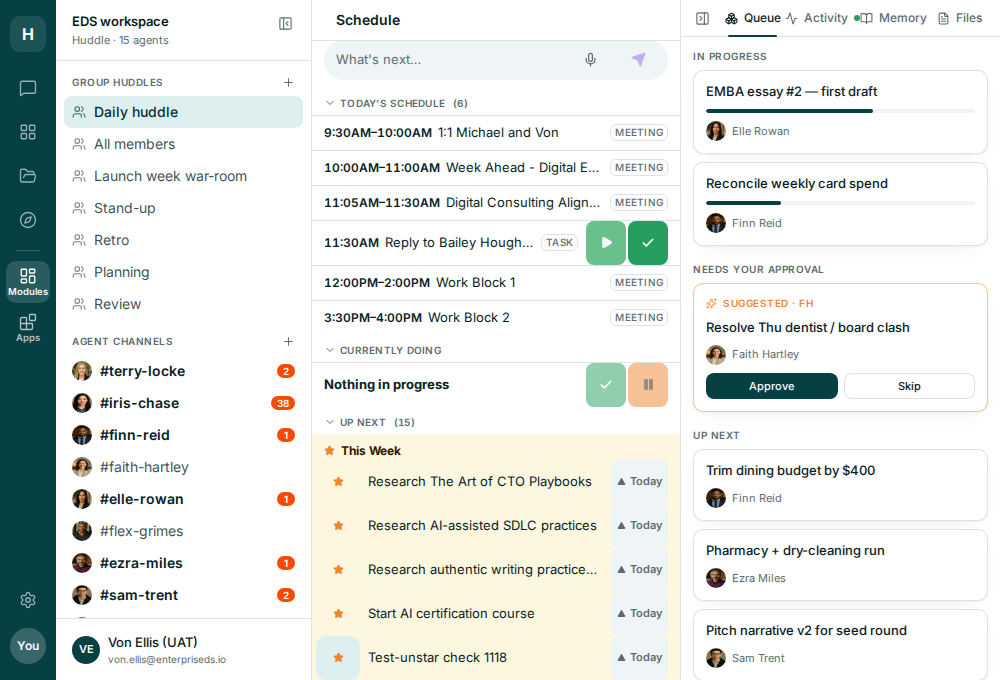 H
Modules
Apps
You
EDS workspace
Huddle · 15 agents
GROUP HUDDLES
Daily huddle
All members
Launch week war-room
Stand-up
Retro
Planning
Review
AGENT CHANNELS
#terry-locke 2
#iris-chase 38
#finn-reid 1
#faith-hartley
#elle-rowan 1
#flex-grimes
#ezra-miles 1
#sam-trent 2
VE
Von Ellis (UAT)
von.ellis@enterpriseds.io
Schedule
What's next...
TODAY'S SCHEDULE (6)
9:30AM–10:00AM 1:1 Michael and Von MEETING
10:00AM–11:00AM Week Ahead - Digital E... MEETING
11:05AM–11:30AM Digital Consulting Align... MEETING
11:30AM Reply to Bailey Hough... TASK
12:00PM–2:00PM Work Block 1 MEETING
3:30PM–4:00PM Work Block 2 MEETING
CURRENTLY DOING
Nothing in progress
UP NEXT (15)
This Week
Research The Art of CTO Playbooks Today
Research AI-assisted SDLC practices Today
Research authentic writing practice... Today
Start AI certification course Today
Test-unstar check 1118 Today
Queue Activity Memory Files
IN PROGRESS
EMBA essay #2 — first draft
Elle Rowan
Reconcile weekly card spend
Finn Reid
NEEDS YOUR APPROVAL
SUGGESTED · FH
Resolve Thu dentist / board clash
Faith Hartley
Approve Skip
UP NEXT
Trim dining budget by $400
Finn Reid
Pharmacy + dry-cleaning run
Ezra Miles
Pitch narrative v2 for seed round
Sam Trent